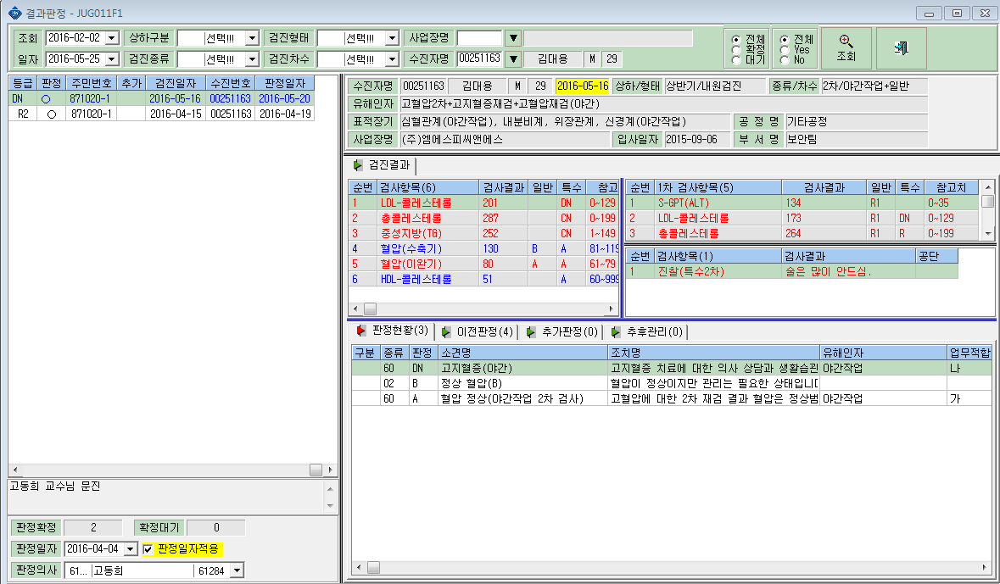 결과판정 - JUG011F1
조회 2016-02-02 상하구분 선택!!! 검진형태 선택!!! 사업장명 전체 확정 대기 전체 Yes No 조회
일자 2016-05-25 검진종류 선택!!! 검진차수 선택!!! 수진자명 00251163 김대용 M 29
등급 판정 주민번호 추가 검진일자 수진번호 판정일자
DN 871020-1 2016-05-16 00251163 2016-05-20
R2 871020-1 2016-04-15 00251163 2016-04-19
고동희 교수님 문진
판정확정 2 확정대기 0
판정일자 2016-04-04 판정일자적용
판정의사 61... 고동희 61284
수진자명 00251163 김대용 M 29 2016-05-16 상하/형태 상반기/내원검진 종류/차수 2차/야간작업+일반
유해인자 고혈압2차+고지혈증재검+고혈압재검(야간)
표적장기 심혈관계(야간작업), 내분비계, 위장관계, 신경계(야간작업) 공 정 명 기타공정
사업장명 (주)엠에스피씨앤에스 입사일자 2015-09-06 부 서 명 보안팀
검진결과
순번 검사항목(6) 검사결과 일반 특수 참고
1 LDL-콜레스테롤 201 DN 0~129
2 총콜레스테롤 287 CN 0~199
3 중성지방(TG) 252 CN 1~149
4 혈압(수축기) 130 B A 81~119
5 혈압(이완기) 80 A A 61~79
6 HDL-콜레스테롤 51 A 60~999
순번 1차 검사항목(5) 검사결과 일반 특수 참고치
1 S-GPT(ALT) 134 R1 0~35
2 LDL-콜레스테롤 173 R1 DN 0~129
3 총콜레스테롤 264 R1 R 0~199
순번 검사항목(1) 검사결과 공단
1 진찰(특수2차) 술은 많이 안드심.
판정현황(3) 이전판정(4) 추가판정(0) 추후관리(0)
구분 종류 판정 소견명 조치명 유해인자 업무적합
60 DN 고지혈증(야간) 고지혈증 치료에 대한 의사 상담과 생활습관 야간작업 나
02 B 정상 혈압(B) 혈압이 정상이지만 관리는 필요한 상태입니다
60 A 혈압 정상(야간작업 2차 검사) 고혈압에 대한 2차 재검 결과 혈압은 정상범 야간작업 가